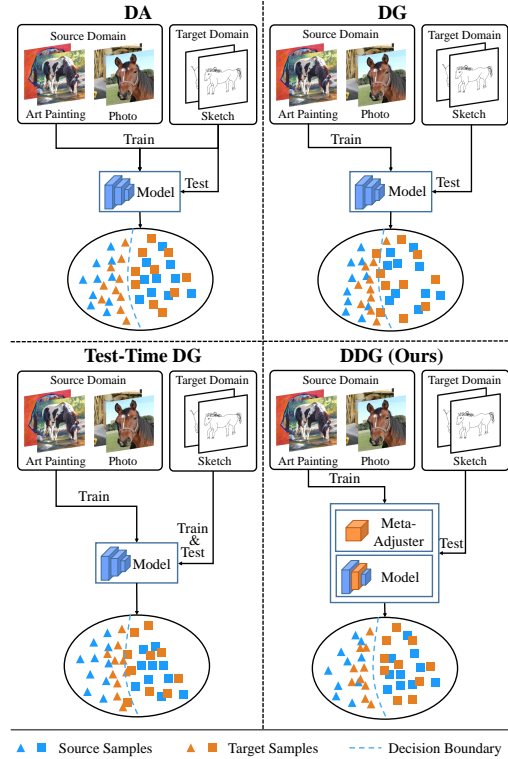 DA
Source Domain
Target Domain
Art Painting
Photo
Sketch
Train
Test
Model
DG
Source Domain
Target Domain
Art Painting
Photo
Sketch
Train
Test
Model
Test-Time DG
Source Domain
Target Domain
Art Painting
Photo
Sketch
Train
Train
&
Test
Model
DDG (Ours)
Source Domain
Target Domain
Art Painting
Photo
Sketch
Train
Meta-
Adjuster
Test
Model
Source Samples
Target Samples
Decision Boundary